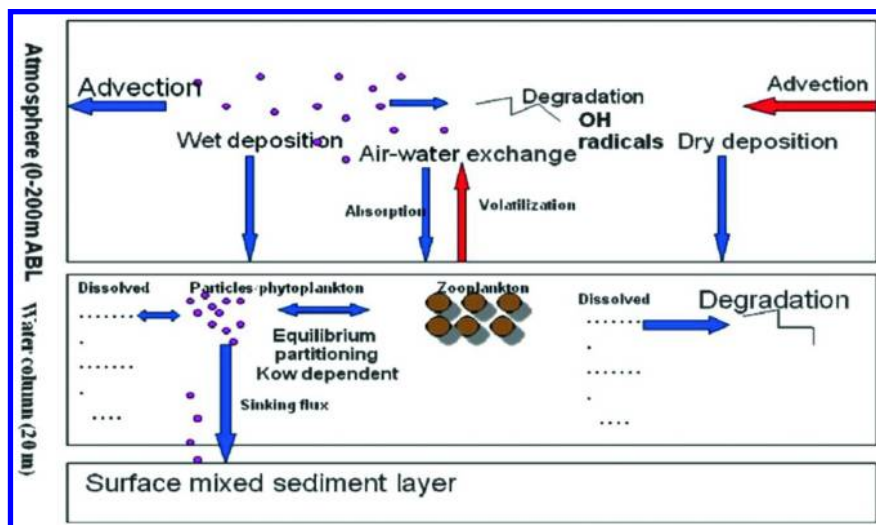 Atmosphere (0-200m ABL
Water column (20 m)
Advection
Degradation
OH
radicals
Advection
Wet deposition
Air-water exchange
Dry deposition
Absorption
Volatilization
Dissolved
Particles/phytoplankton
Zooplankton
Dissolved
Degradation
Equilibrium
partitioning
Kow dependent
Sinking flux
Surface mixed sediment layer